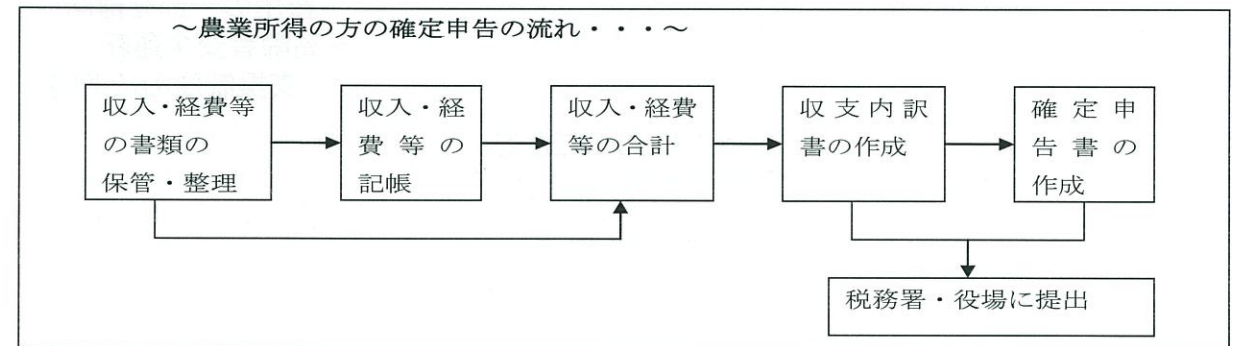 ～農業所得の方の確定申告の流れ・・・～
収入・経費等
の書類の
保管・整理
収入・経
費等の
記帳
収入・経費
等の合計
収支内訳
書の作成
確定申
告書の
作成
税務署・役場に提出